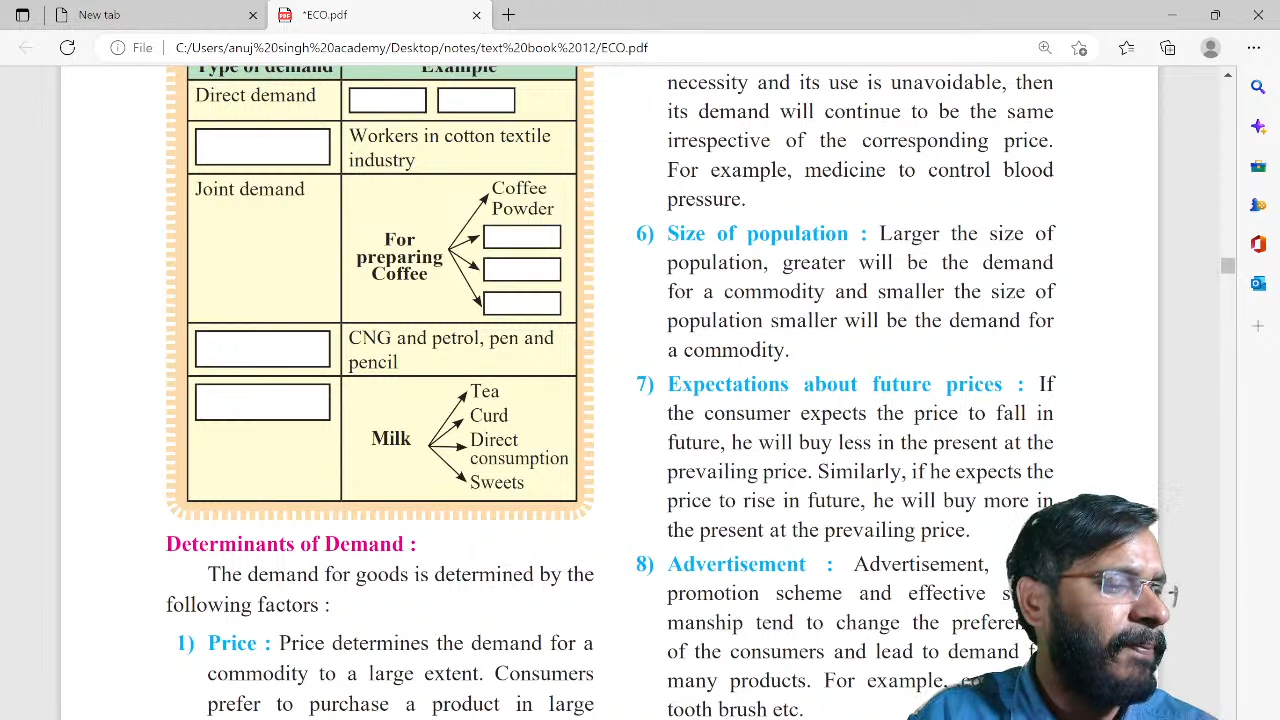 New tab
*ECO.pdf
File
C:/Users/anuj%20singh%20academy/Desktop/notes/text%20book%2012/ECO.pdf
Type of demand
Example
Direct demand
Workers in cotton textile
industry
Joint demand
For
preparing
Coffee
Coffee
Powder
CNG and petrol, pen and
pencil
Milk
Tea
Curd
Direct
consumption
Sweets
Determinants of Demand :
The demand for goods is determined by the
following factors :
1) Price : Price determines the demand for a
commodity to a large extent. Consumers
prefer to purchase a product in large
necessity and its use is unavoidable, then
its demand will continue to be the same
irrespective of the corresponding price.
For example, medicine to control blood
pressure.
6) Size of population : Larger the size of
population, greater will be the demand
for a commodity and smaller the size of
population smaller will be the demand for
a commodity.
7) Expectations about future prices : If
the consumer expects the price to fall in
future, he will buy less in the present at the
prevailing price. Similarly, if he expects the
price to rise in future, he will buy more in
the present at the prevailing price.
8) Advertisement : Advertisement,
promotion scheme and effective
manship tend to change the
of the consumers and lead to demand
many products. For example,
tooth brush etc.